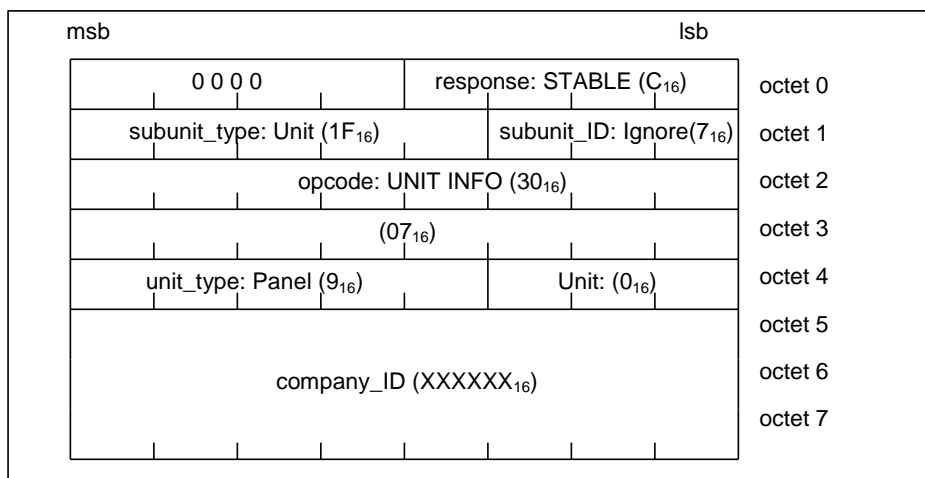 msb lsb
0 0 0 0 response: STABLE (C₁₆) octet 0
subunit_type: Unit (1F₁₆) subunit_ID: Ignore(7₁₆) octet 1
opcode: UNIT INFO (30₁₆) octet 2
(07₁₆) octet 3
unit_type: Panel (9₁₆) Unit: (0₁₆) octet 4
octet 5
company_ID (XXXXXX₁₆) octet 6
octet 7